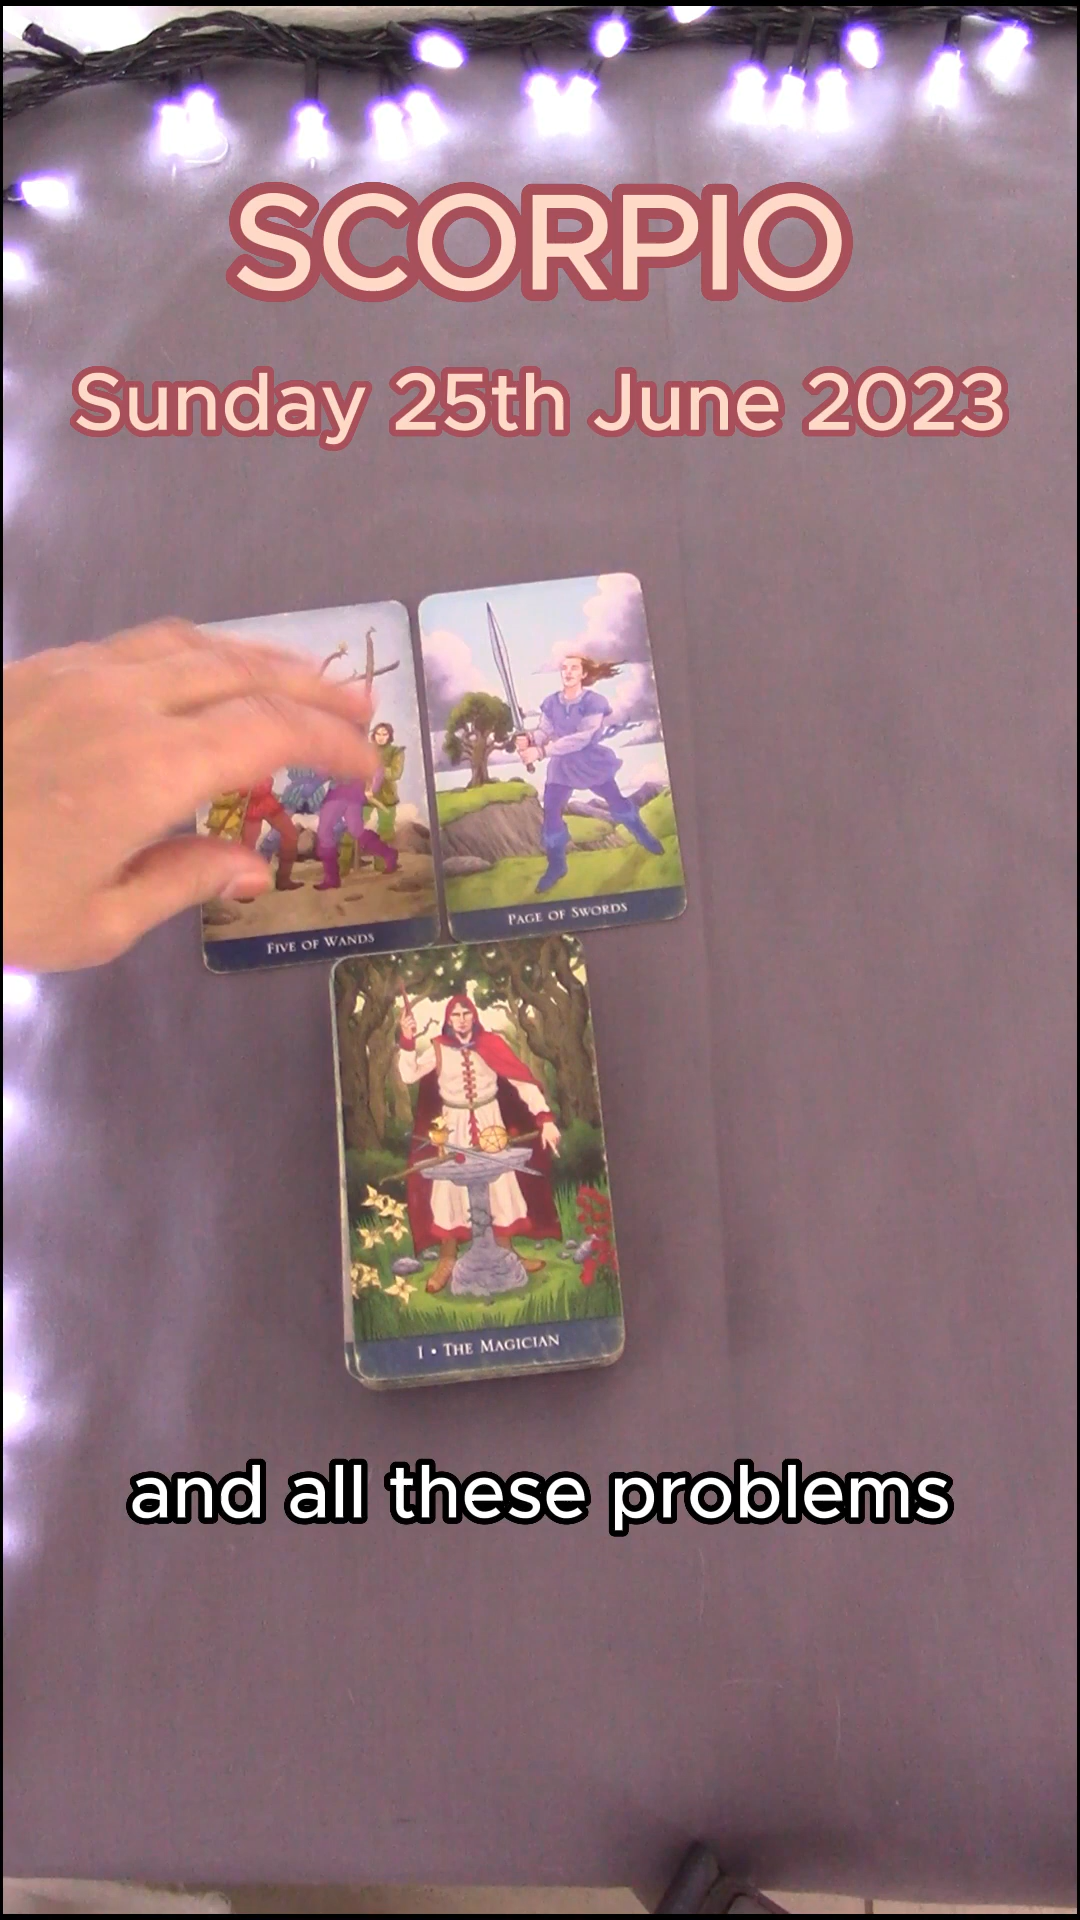 SCORPIO
Sunday 25th June 2023
PAGE OF SWORDS
FIVE OF WANDS
I • THE MAGICIAN
and all these problems